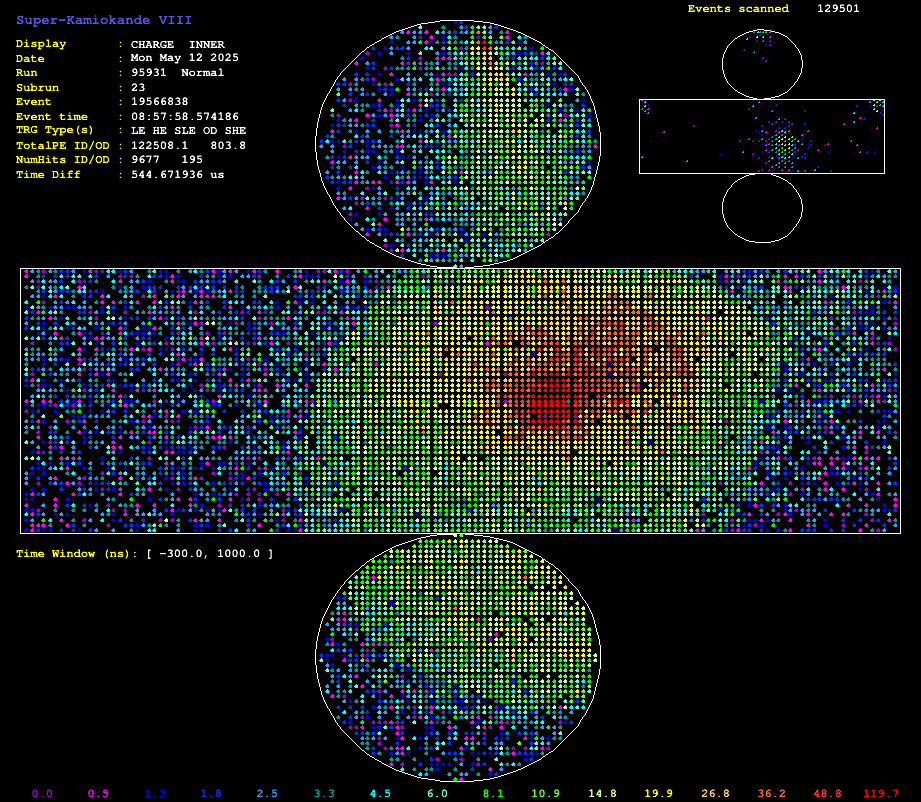 Super-Kamiokande VIII
Events scanned 129501
Display : CHARGE INNER
Date : Mon May 12 2025
Run : 95931 Normal
Subrun : 23
Event : 19566838
Event time : 08:57:58.574186
TRG Type(s) : LE HE SLE OD SHE
TotalPE ID/OD : 122508.1 803.8
NumHits ID/OD : 9677 195
Time Diff : 544.671936 us
Time Window (ns): [ −300.0, 1000.0 ]
0.0 0.5 1.3 1.8 2.5 3.3 4.5 6.0 8.1 10.9 14.8 19.9 26.8 36.2 48.8 119.7